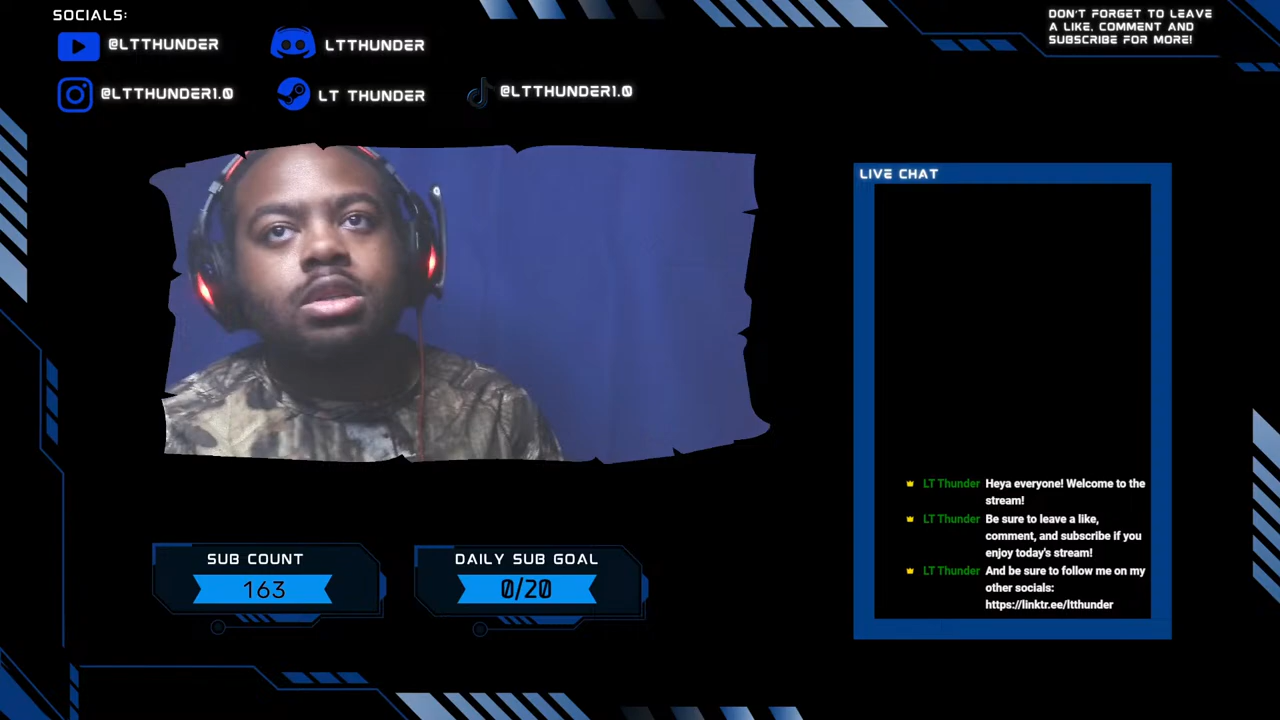 SOCIALS:
@LTTHUNDER
LTTHUNDER
@LTTHUNDER1.0
LT THUNDER
@LTTHUNDER1.0
DON'T FORGET TO LEAVE
A LIKE, COMMENT AND
SUBSCRIBE FOR MORE!
LIVE CHAT
LT Thunder Heya everyone! Welcome to the
stream!
LT Thunder Be sure to leave a like,
comment, and subscribe if you
enjoy today's stream!
LT Thunder And be sure to follow me on my
other socials:
https://linktr.ee/ltthunder
SUB COUNT
163
DAILY SUB GOAL
0/20